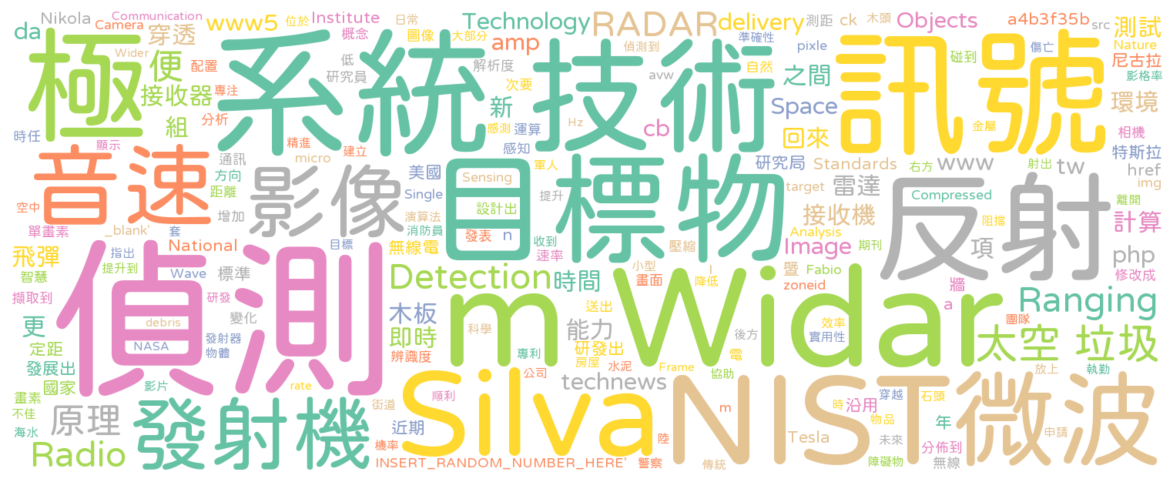 Nikola Communication 位於 日常 Institute Technology RADAR delivery ck 木頭 Objects a4b3f35b src 測試
da Camera 穿透 www5 概念 圖像 大部分 amp 偵測到 測距 準確性 傷亡 碰到 Nature 尼古拉
極 Wider 便 配置 專注 系統 技術 低 研究員 解析度 avw pixle 自然 之間 訊號 影格率
接收器 組 分析 次要 新 感測 運算 Hz cb 感知 Space 回來 金屬 環境
時任 顯示 精進 建立 相機
音速 通訊 方向 距離 micro 影像 美國 Single Sensing 軍人 目標物 研究局 Standards www 右方 射出 tw 特斯拉 href img
空中 增加 設計出 提升 target 雷達 反射 Compressed 離開
單畫素 _blank' 演算法 消防員 發表 n 收到 接收機 阻擋 計算
飛彈 National 指出 目標 套 無線電 速率 壓縮 Image Analysis 期刊 項 php 修改成
智慧 提升到 Wave 標準 偵測 Detection 時間 小型 畫面 l 降低 暨 Fabio zoneid 牆 a
擷取到 研發 變化 木板 送出 m Widar Ranging 團隊
更 debris 發射器 即時 科學 能力 後方 效率 實用性 太空 垃圾
定距 NASA 物體 辨識度 專利 研發出 房屋 電
發展出 公司 水泥 Frame 協助 放上 執勤
國家 影片 rate technews
畫素 不佳 原理 發射機 街道 順利 Silva NIST m 沿用 時 穿越 石頭 年 微波
海水 近期 物品 未來 分佈到 申請
Radio 機率 INSERT_RANDOM_NUMBER_HERE' 警察 陸 傳統 Tesla 障礙物 無線